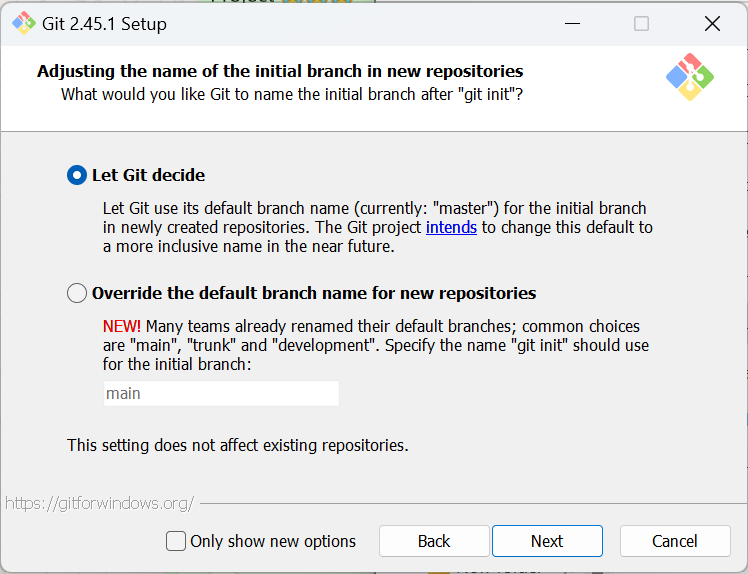 Project
Git 2.45.1 Setup
Adjusting the name of the initial branch in new repositories
What would you like Git to name the initial branch after "git init"?
Let Git decide
Let Git use its default branch name (currently: "master") for the initial branch
in newly created repositories. The Git project intends to change this default to
a more inclusive name in the near future.
Override the default branch name for new repositories
NEW! Many teams already renamed their default branches; common choices
are "main", "trunk" and "development". Specify the name "git init" should use
for the initial branch:
main
This setting does not affect existing repositories.
https://gitforwindows.org/
Only show new options
Back
Next
Cancel